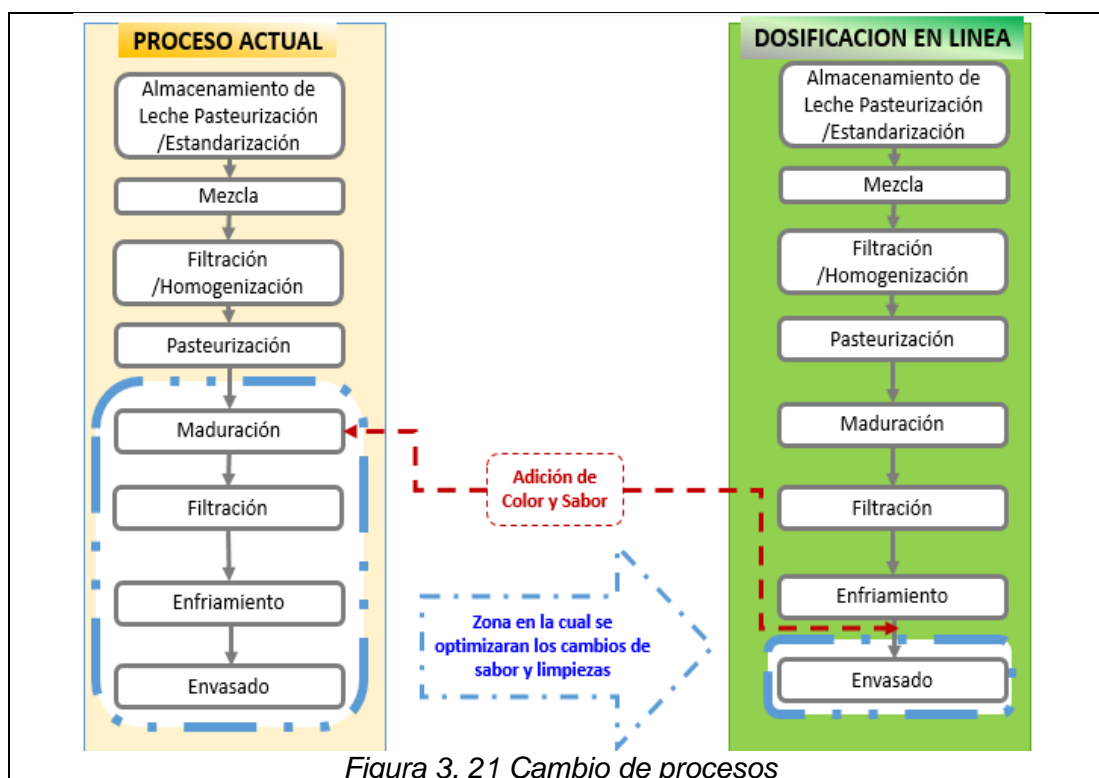 PROCESO ACTUAL
Almacenamiento de
Leche Pasteurización
/Estandarización
Mezcla
Filtración
/Homogenización
Pasteurización
Maduración
Filtración
Enfriamiento
Envasado
Adición de
Color y Sabor
Zona en la cual se
optimizaran los cambios de
sabor y limpiezas
DOSIFICACION EN LINEA
Almacenamiento de
Leche Pasteurización
/Estandarización
Mezcla
Filtración
/Homogenización
Pasteurización
Maduración
Filtración
Enfriamiento
Envasado
Figura 3. 21 Cambio de procesos